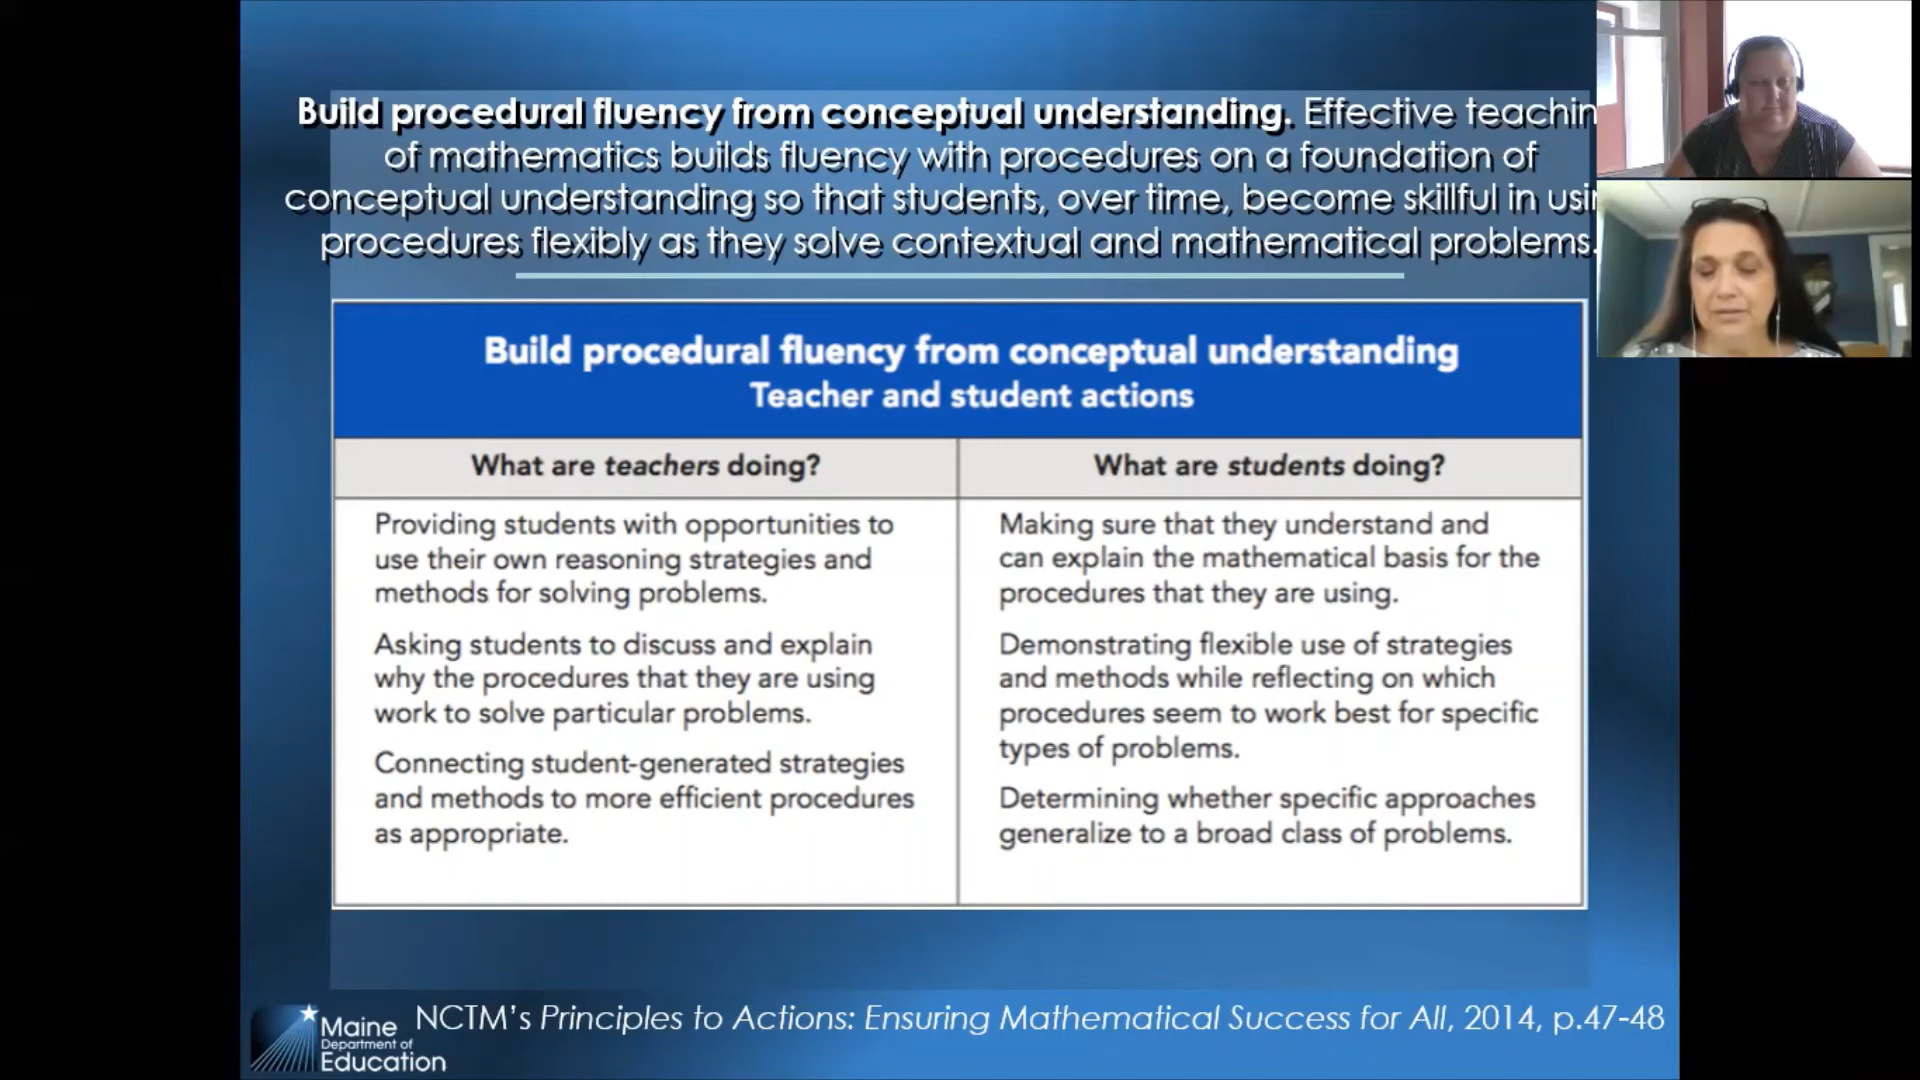 Build procedural fluency from conceptual understanding. Effective teachin
of mathematics builds fluency with procedures on a foundation of
conceptual understanding so that students, over time, become skillful in usin
procedures flexibly as they solve contextual and mathematical problems.
Build procedural fluency from conceptual understanding
Teacher and student actions
What are teachers doing?
Providing students with opportunities to
use their own reasoning strategies and
methods for solving problems.
Asking students to discuss and explain
why the procedures that they are using
work to solve particular problems.
Connecting student-generated strategies
and methods to more efficient procedures
as appropriate.
What are students doing?
Making sure that they understand and
can explain the mathematical basis for the
procedures that they are using.
Demonstrating flexible use of strategies
and methods while reflecting on which
procedures seem to work best for specific
types of problems.
Determining whether specific approaches
generalize to a broad class of problems.
Maine
Department of
Education
NCTM's Principles to Actions: Ensuring Mathematical Success for All, 2014, p.47-48